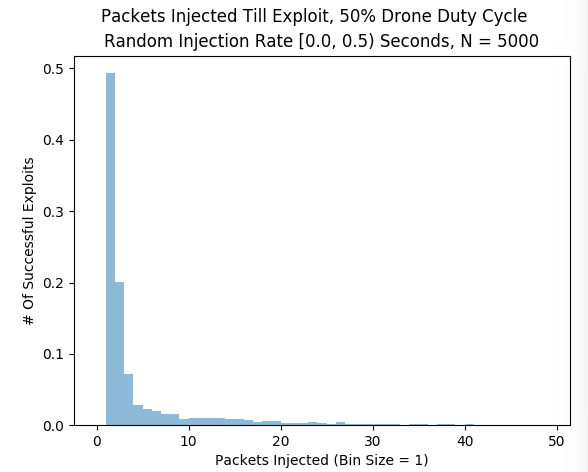 Packets Injected Till Exploit, 50% Drone Duty Cycle
Random Injection Rate [0.0, 0.5) Seconds, N = 5000
# Of Successful Exploits
0.5
0.4
0.3
0.2
0.1
0.0
0 10 20 30 40 50
Packets Injected (Bin Size = 1)